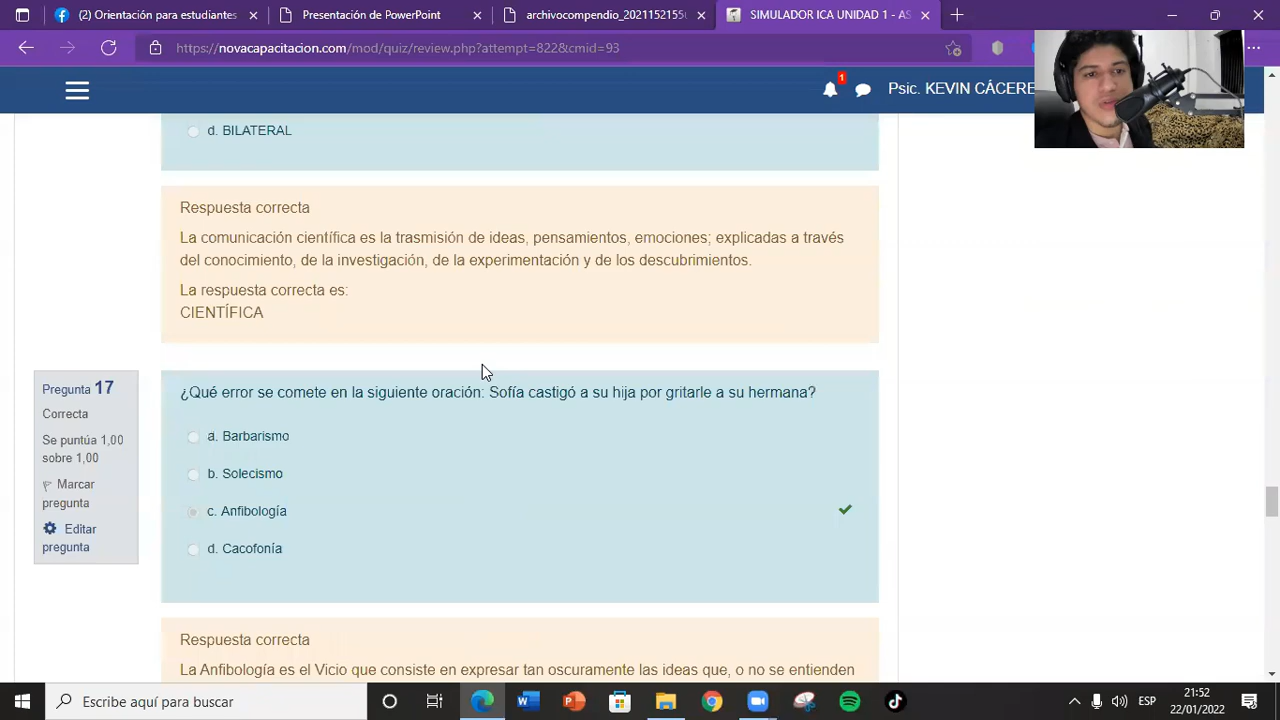 (2) Orientación para estudiantes
Presentación de PowerPoint
archivocompendio_2021152155
SIMULADOR ICA UNIDAD 1 - AS
https://novacapacitacion.com/mod/quiz/review.php?attempt=822&cmid=93
1
Psic. KEVIN CÁCERE
d. BILATERAL
Respuesta correcta
La comunicación científica es la trasmisión de ideas, pensamientos, emociones; explicadas a través
del conocimiento, de la investigación, de la experimentación y de los descubrimientos.
La respuesta correcta es:
CIENTÍFICA
Pregunta 17
Correcta
Se puntúa 1,00
sobre 1,00
Marcar
pregunta
Editar
pregunta
¿Qué error se comete en la siguiente oración: Sofía castigó a su hija por gritarle a su hermana?
a. Barbarismo
b. Solecismo
c. Anfibología
d. Cacofonía
Respuesta correcta
La Anfibología es el Vicio que consiste en expresar tan oscuramente las ideas que, o no se entienden
Escribe aquí para buscar
ESP
21:52
22/01/2022